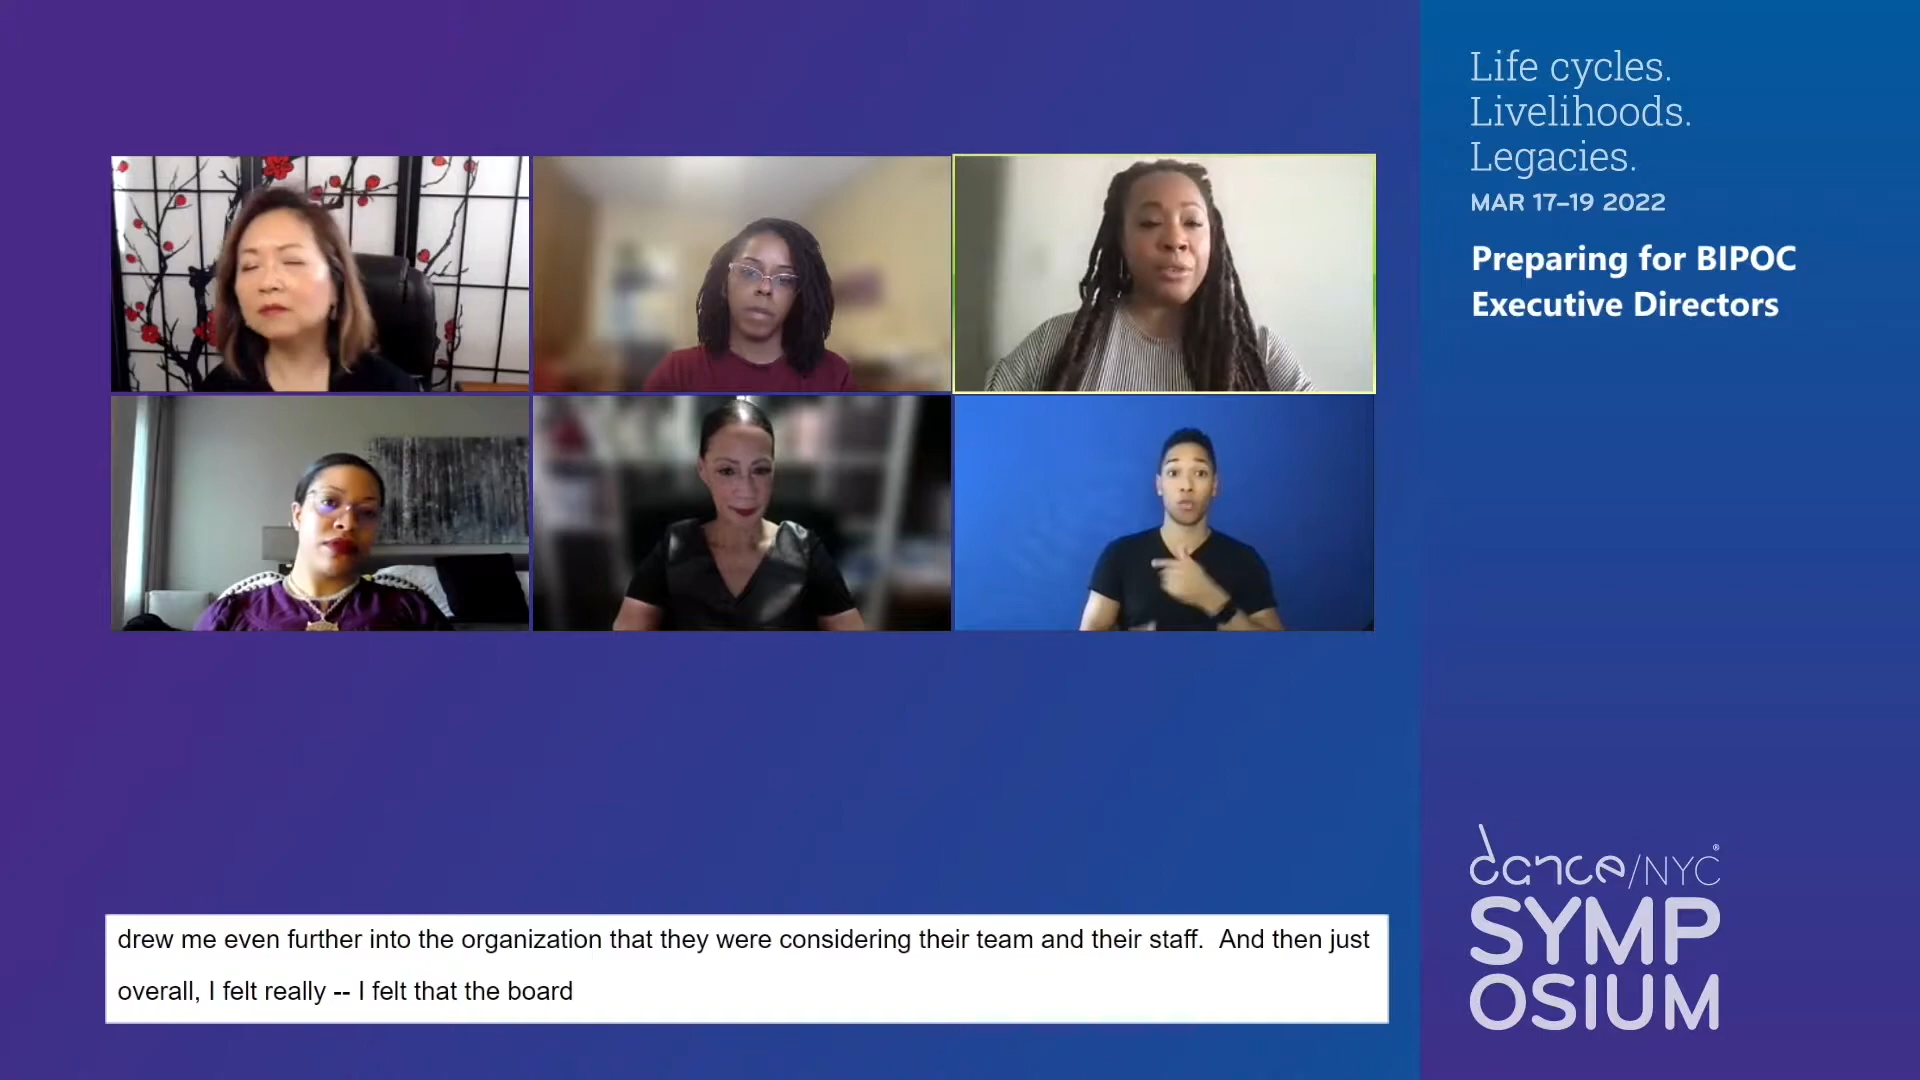 Life cycles.
Livelihoods.
Legacies.
MAR 17–19 2022
Preparing for BIPOC
Executive Directors
drew me even further into the organization that they were considering their team and their staff.  And then just
overall, I felt really -- I felt that the board
dance/NYC®
SYMP
OSIUM